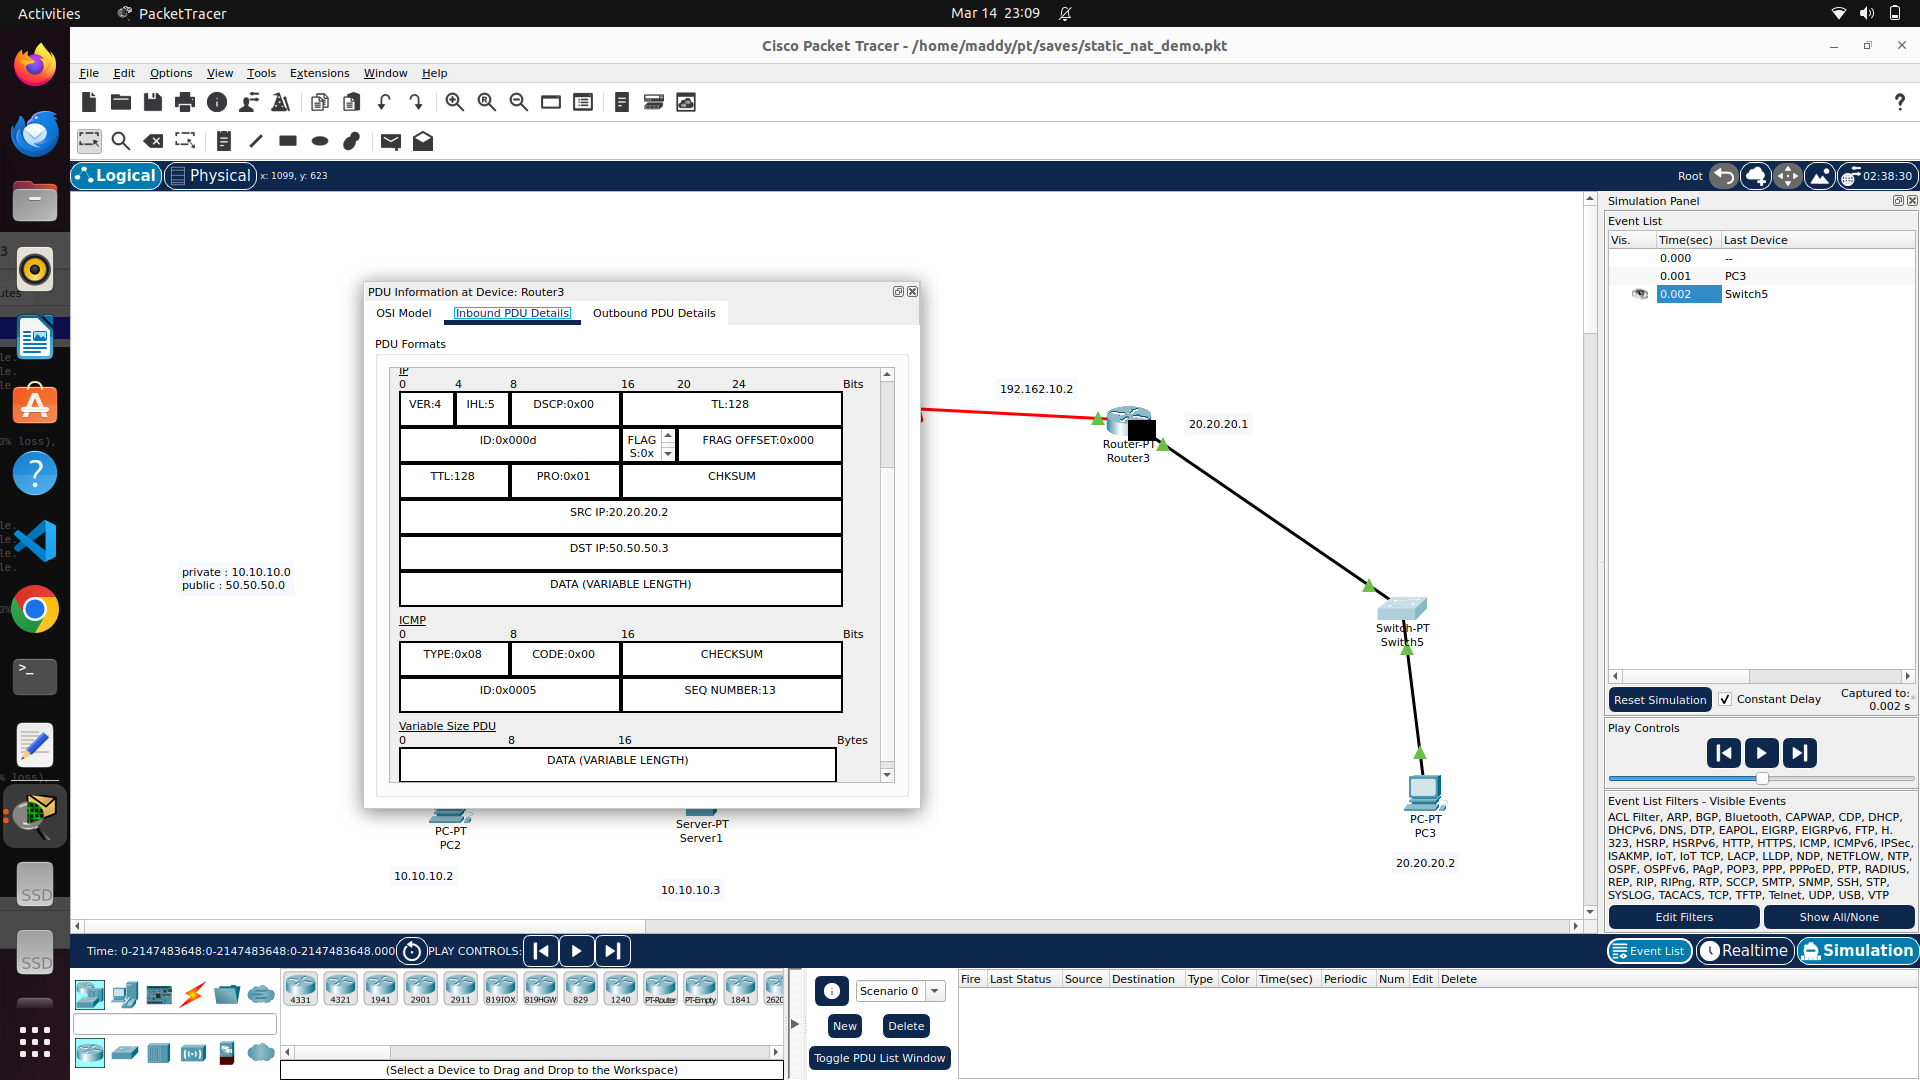 Activities PacketTracer Mar 14 23:09
Cisco Packet Tracer - /home/maddy/pt/saves/static_nat_demo.pkt
File Edit Options View Tools Extensions Window Help
?
Logical Physical x: 1099, y: 623 Root 02:38:30
Simulation Panel
Event List
Vis. Time(sec) Last Device
0.000 --
0.001 PC3
0.002 Switch5
PDU Information at Device: Router3
OSI Model Inbound PDU Details Outbound PDU Details
PDU Formats
IP
0 4 8 16 20 24 Bits
VER:4 IHL:5 DSCP:0x00 TL:128
ID:0x000d FLAG S:0x FRAG OFFSET:0x000
TTL:128 PRO:0x01 CHKSUM
SRC IP:20.20.20.2
DST IP:50.50.50.3
DATA (VARIABLE LENGTH)
ICMP
0 8 16 Bits
TYPE:0x08 CODE:0x00 CHECKSUM
ID:0x0005 SEQ NUMBER:13
Variable Size PDU
0 8 16 Bytes
DATA (VARIABLE LENGTH)
192.162.10.2
20.20.20.1
Router-PT
Router3
private : 10.10.10.0
public : 50.50.50.0
Switch-PT
Switch5
PC-PT
PC2
10.10.10.2
Server-PT
Server1
10.10.10.3
PC-PT
PC3
20.20.20.2
Reset Simulation Constant Delay Captured to:
0.002 s
Play Controls
Event List Filters - Visible Events
ACL Filter, ARP, BGP, Bluetooth, CAPWAP, CDP, DHCP,
DHCPv6, DNS, DTP, EAPOL, EIGRP, EIGRPv6, FTP, H.
323, HSRP, HSRPv6, HTTP, HTTPS, ICMP, ICMPv6, IPSec,
ISAKMP, IoT, IoT TCP, LACP, LLDP, NDP, NETFLOW, NTP,
OSPF, OSPFv6, PAgP, POP3, PPP, PPPoED, PTP, RADIUS,
REP, RIP, RIPng, RTP, SCCP, SMTP, SNMP, SSH, STP,
SYSLOG, TACACS, TCP, TFTP, Telnet, UDP, USB, VTP
Edit Filters Show All/None
Time: 0-2147483648:0-2147483648:0-2147483648.000 PLAY CONTROLS: Event List Realtime Simulation
4331 4321 1941 2901 2911 819IOX 819HGW 829 1240 PT-Router PT-Empty 1841 2620
(Select a Device to Drag and Drop to the Workspace)
Scenario 0
New Delete
Toggle PDU List Window
Fire Last Status Source Destination Type Color Time(sec) Periodic Num Edit Delete
SSD
SSD